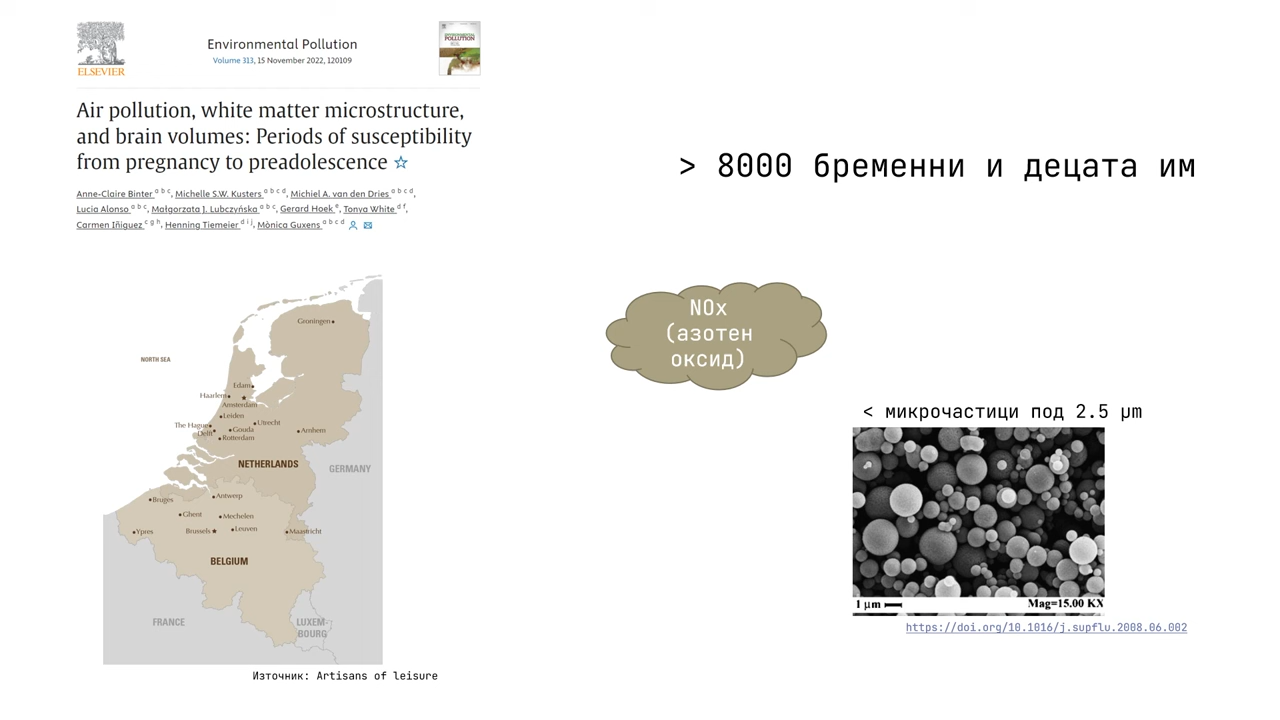 ELSEVIER
Environmental Pollution
Volume 313, 15 November 2022, 120109
Air pollution, white matter microstructure,
and brain volumes: Periods of susceptibility
from pregnancy to preadolescence
Anne-Claire Binter a b c, Michelle S.W. Kusters a b c d, Michiel A. van den Dries a b c d,
Lucia Alonso a b c, Małgorzata J. Lubczyńska a b c, Gerard Hoek e, Tonya White d f,
Carmen Iñiguez c g h, Henning Tiemeier d i j, Mònica Guxens a b c d
> 8000 бременни и децата им
NOx
(азотен
оксид)
< микрочастици под 2.5 µm
1 µm
Mag=15.00 KX
https://doi.org/10.1016/j.supflu.2008.06.002
Groningen
NORTH SEA
Edam
Haarlem
Amsterdam
Leiden
The Hague
Utrecht
Delft
Gouda
Arnhem
Rotterdam
NETHERLANDS
GERMANY
Bruges
Antwerp
Ghent
Mechelen
Ypres
Brussels
Leuven
Maastricht
BELGIUM
FRANCE
LUXEM-
BOURG
Източник: Artisans of leisure